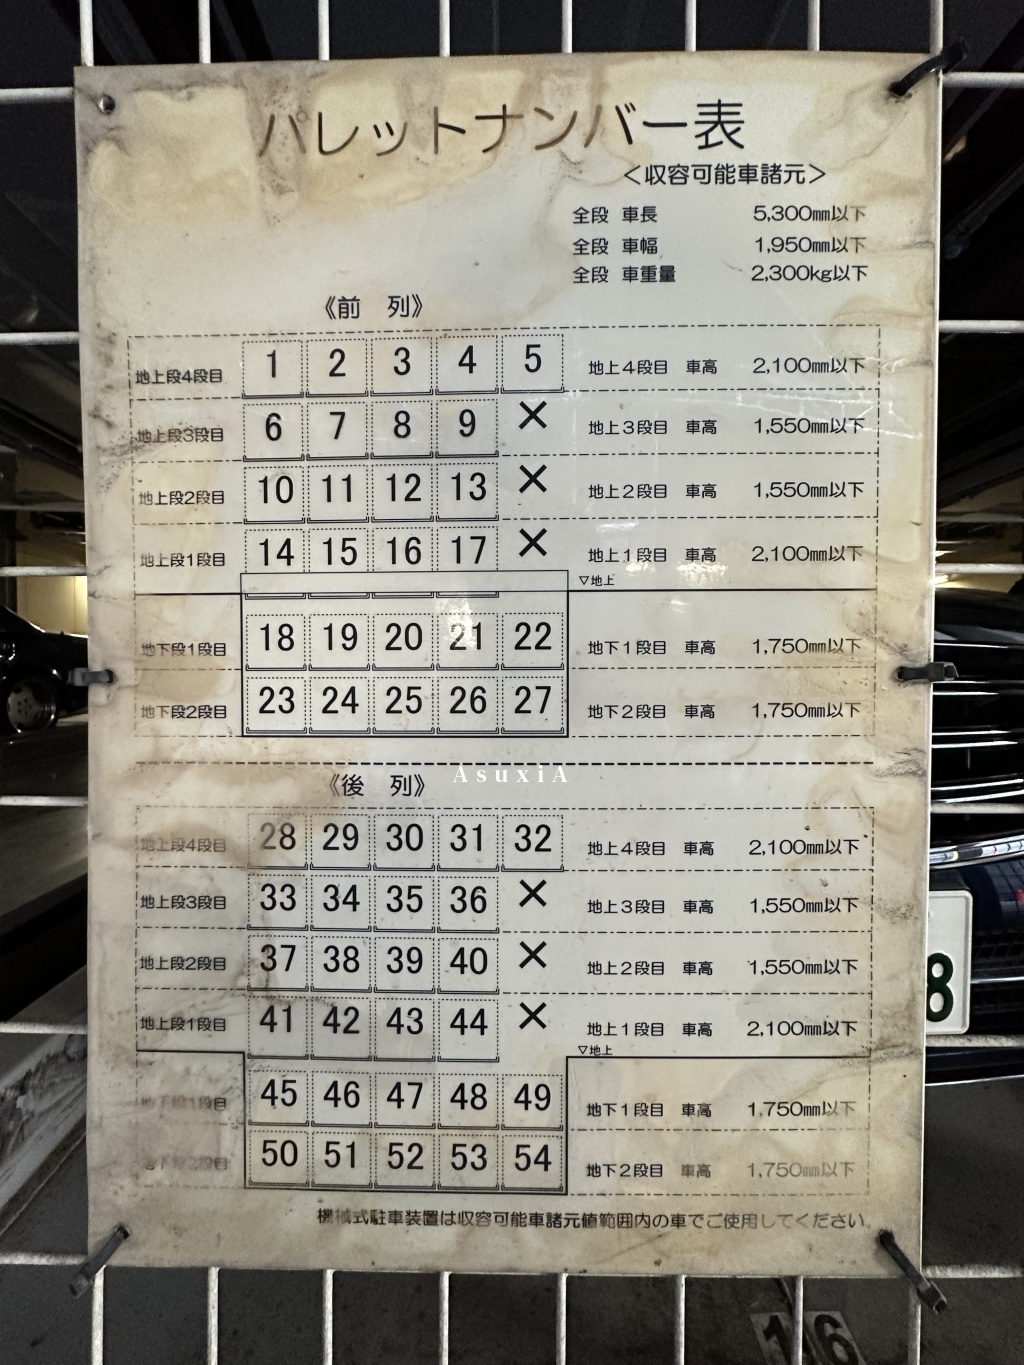 パレットナンバー表
＜収容可能車諸元＞
全段 車長 5,300㎜以下
全段 車幅 1,950㎜以下
全段 車重量 2,300kg以下
《前 列》
地上段4段目 1 2 3 4 5 地上4段目 車高 2,100㎜以下
地上段3段目 6 7 8 9 × 地上3段目 車高 1,550㎜以下
地上段2段目 10 11 12 13 × 地上2段目 車高 1,550㎜以下
地上段1段目 14 15 16 17 × 地上1段目 車高 2,100㎜以下
▽地上
地下段1段目 18 19 20 21 22 地下1段目 車高 1,750㎜以下
地下段2段目 23 24 25 26 27 地下2段目 車高 1,750㎜以下
AsuxiA
《後 列》
地上段4段目 28 29 30 31 32 地上4段目 車高 2,100㎜以下
地上段3段目 33 34 35 36 × 地上3段目 車高 1,550㎜以下
地上段2段目 37 38 39 40 × 地上2段目 車高 1,550㎜以下
地上段1段目 41 42 43 44 × 地上1段目 車高 2,100㎜以下
▽地上
地下段1段目 45 46 47 48 49 地下1段目 車高 1,750㎜以下
地下段2段目 50 51 52 53 54 地下2段目 車高 1,750㎜以下
機械式駐車装置は収容可能車諸元値範囲内の車でご使用してください。
8
16